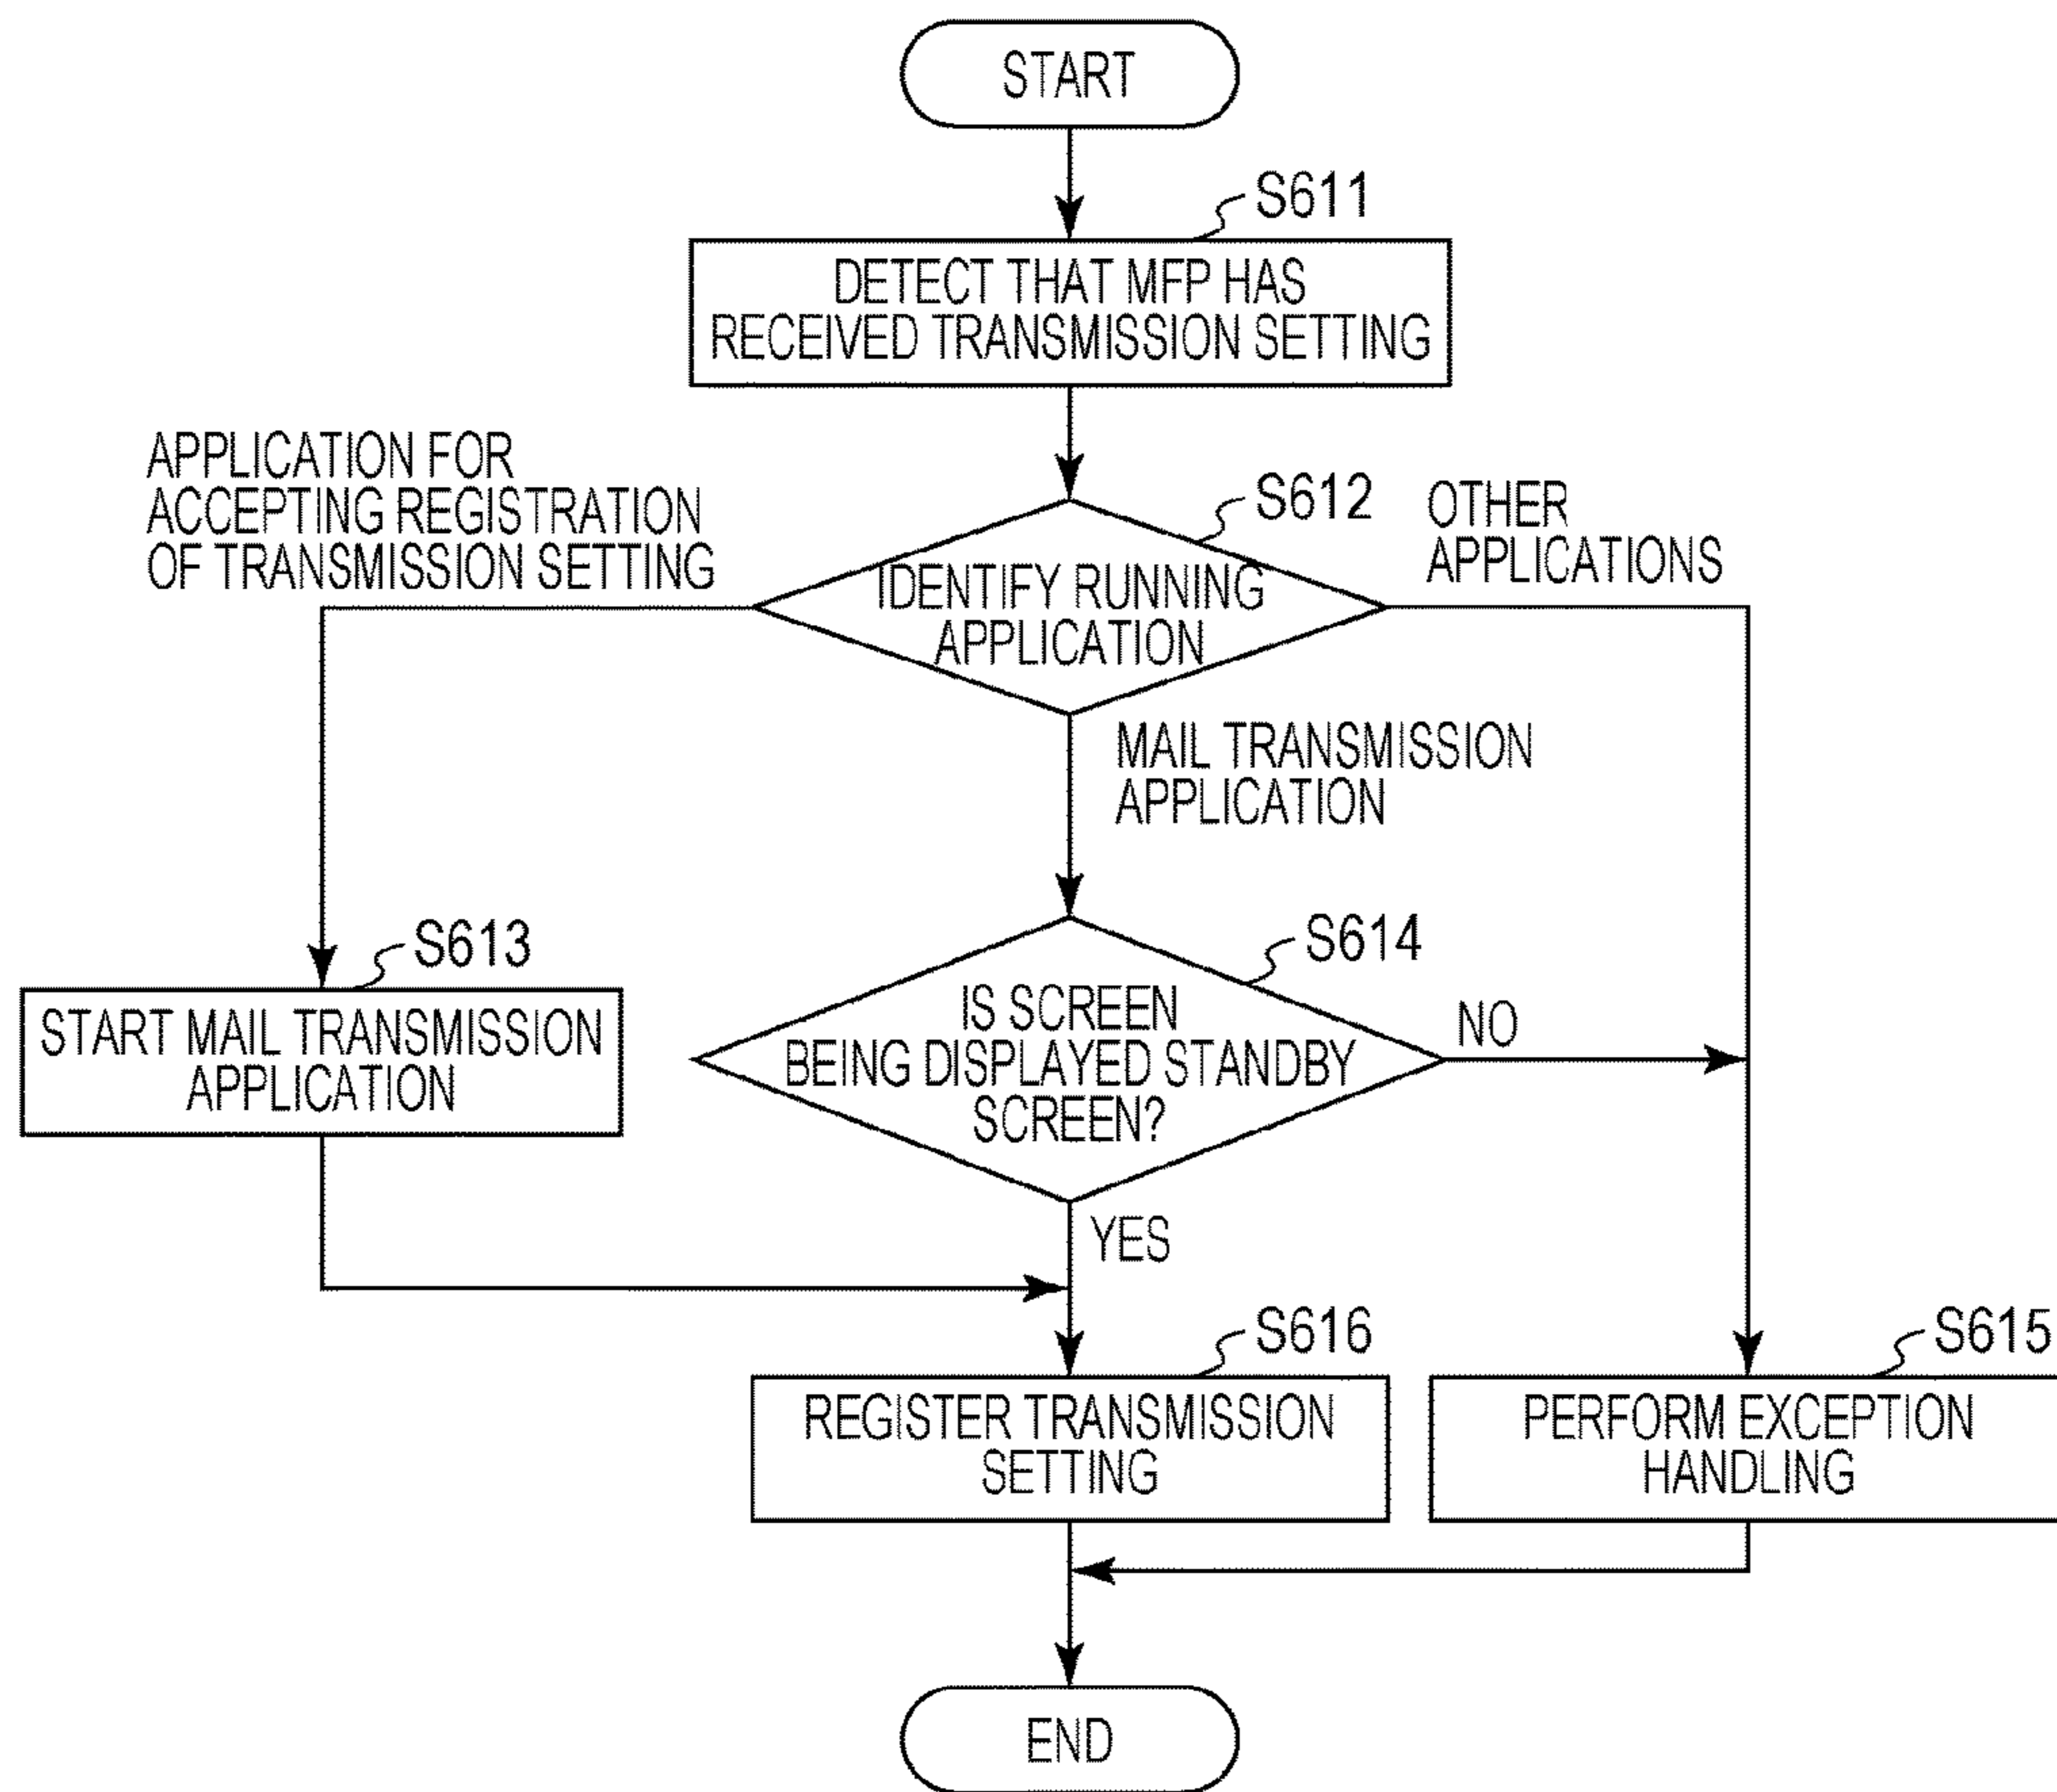 START
S611
DETECT THAT MFP HAS
RECEIVED TRANSMISSION SETTING
APPLICATION FOR
ACCEPTING REGISTRATION
OF TRANSMISSION SETTING
S612
OTHER
APPLICATIONS
IDENTIFY RUNNING
APPLICATION
MAIL TRANSMISSION
APPLICATION
S613
START MAIL TRANSMISSION
APPLICATION
S614
IS SCREEN
BEING DISPLAYED STANDBY
SCREEN?
NO
YES
S616
REGISTER TRANSMISSION
SETTING
S615
PERFORM EXCEPTION
HANDLING
END